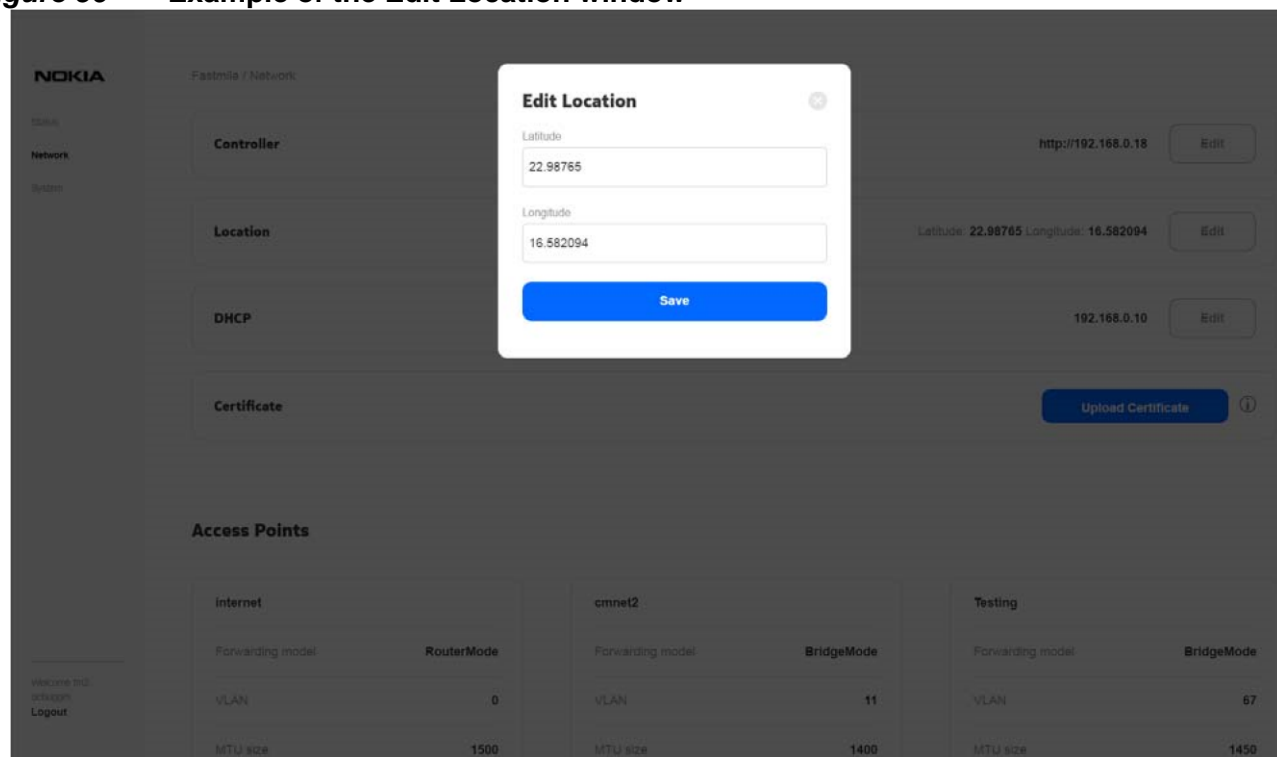 Example of the Edit Location window
NOKIA
Fastmile / Network
Edit Location
Latitude
22.98765
Longitude
16.582094
Save
Status
Network
System
Controller
http://192.168.0.18 Edit
Location
Latitude: 22.98765 Longitude: 16.582094 Edit
DHCP
192.168.0.10 Edit
Certificate
Upload Certificate
Access Points
internet
Forwarding model RouterMode
VLAN 0
MTU size 1500
cmnet2
Forwarding model BridgeMode
VLAN 11
MTU size 1400
Testing
Forwarding model BridgeMode
VLAN 67
MTU size 1450
Logout